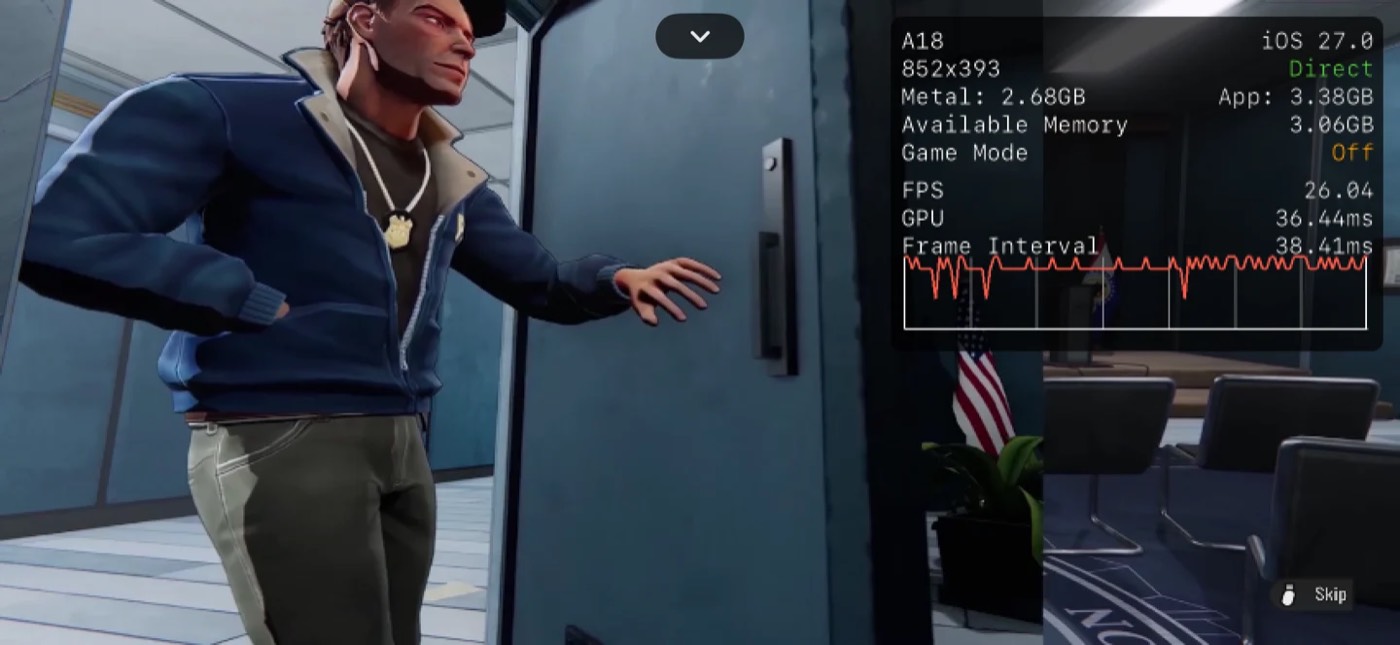 A18 iOS 27.0
852x393 Direct
Metal: 2.68GB App: 3.38GB
Available Memory 3.06GB
Game Mode Off
FPS 26.04
GPU 36.44ms
Frame Interval 38.41ms
Skip
NC